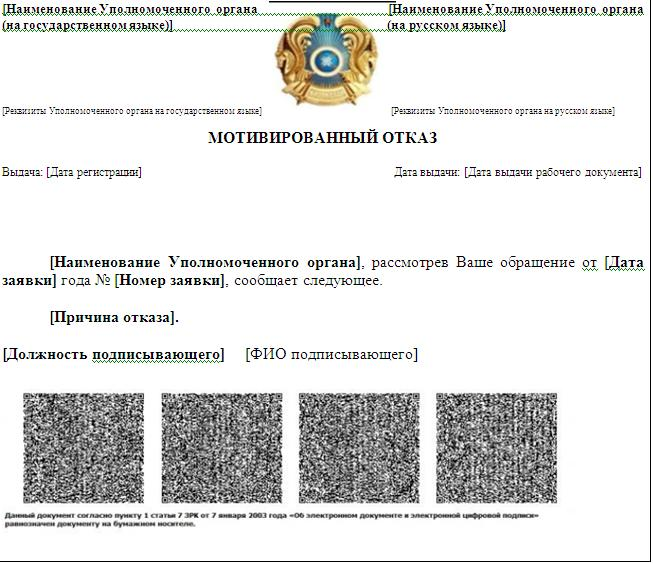 [Наименование Уполномоченного органа
(на государственном языке)]
[Наименование Уполномоченного органа
(на русском языке)]
[Реквизиты Уполномоченного органа на государственном языке]
[Реквизиты Уполномоченного органа на русском языке]
МОТИВИРОВАННЫЙ ОТКАЗ
Выдача: [Дата регистрации]
Дата выдачи: [Дата выдачи рабочего документа]
[Наименование Уполномоченного органа], рассмотрев Ваше обращение от [Дата
заявки] года № [Номер заявки], сообщает следующее.
[Причина отказа].
[Должность подписывающего] [ФИО подписывающего]
Данный документ согласно пункту 1 статьи 7 ЗРК от 7 января 2003 года «Об электронном документе и электронной цифровой подписи»
равнозначен документу на бумажном носителе.